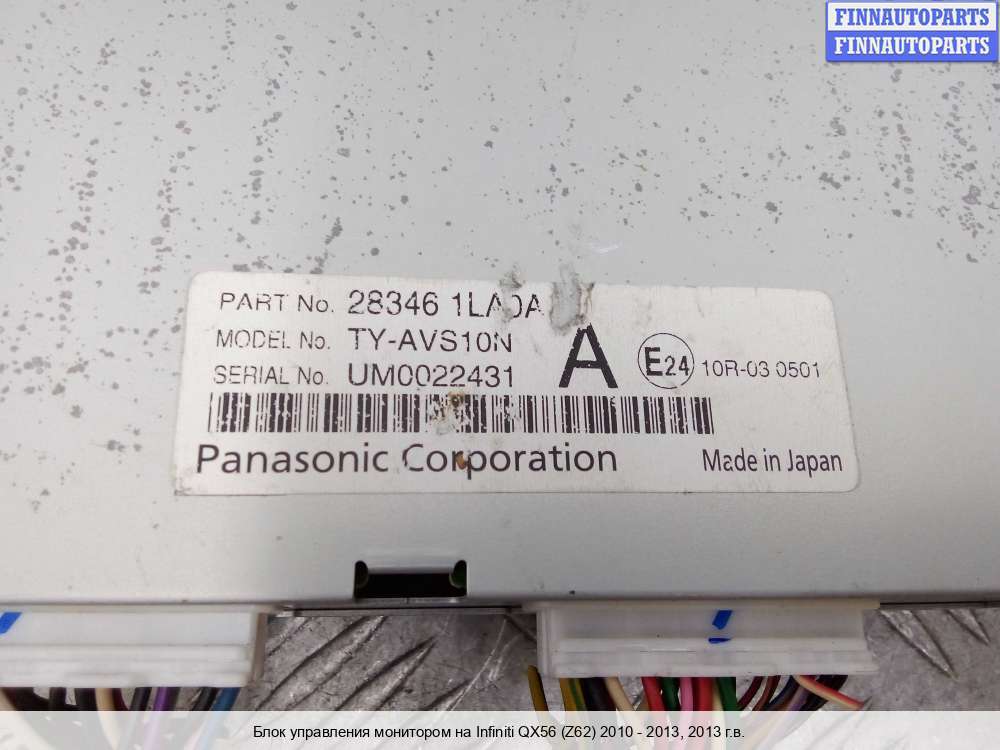 FINNAUTOPARTS
FINNAUTOPARTS
PART No. 28346 1LA0A
MODEL No. TY-AVS10N
SERIAL No. UM0022431
A
E24
10R-03 0501
Panasonic Corporation
Made in Japan
Блок управления монитором на Infiniti QX56 (Z62) 2010 - 2013, 2013 г.в.